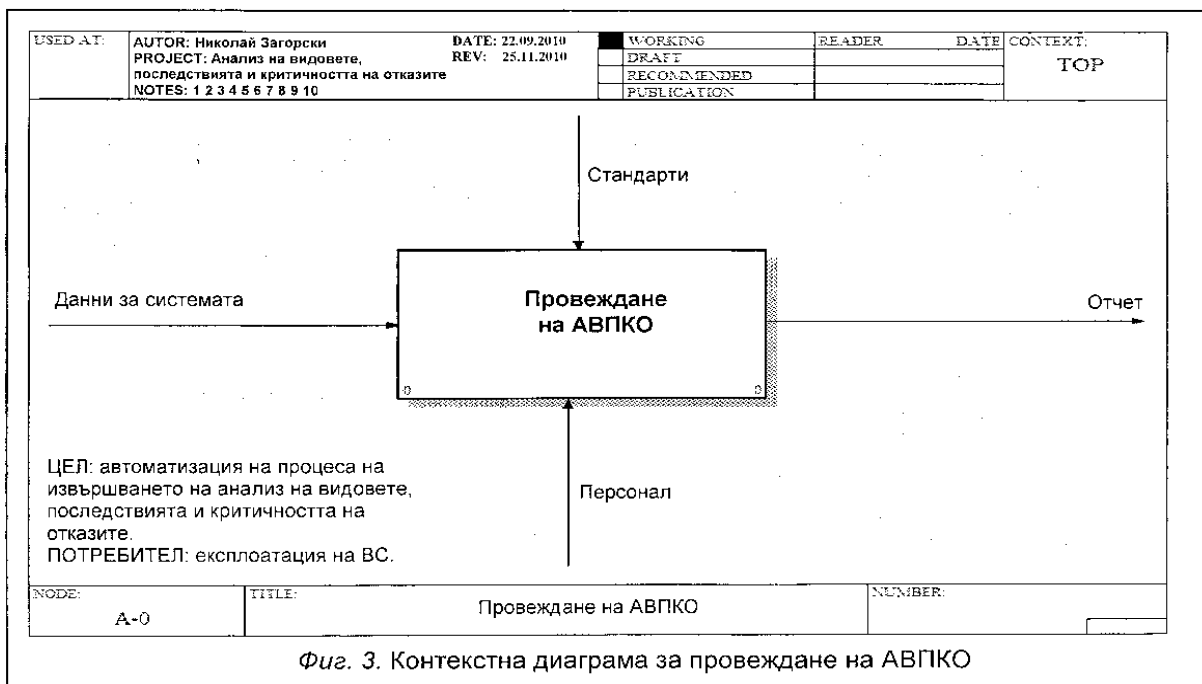 USED AT:
AUTOR: Николай Загорски
DATE: 22.09.2010
PROJECT: Анализ на видовете,
REV: 25.11.2010
последствията и критичността на отказите
NOTES: 1 2 3 4 5 6 7 8 9 10
WORKING
DRAFT
RECOMMENDED
PUBLICATION
READER DATE
CONTEXT:
TOP
Стандарти
Данни за системата
Провеждане
на АВПКО
0 0
Отчет
Персонал
ЦЕЛ: автоматизация на процеса на
извършването на анализ на видовете,
последствията и критичността на
отказите.
ПОТРЕБИТЕЛ: експлоатация на ВС.
NODE:
A-0
TITLE:
Провеждане на АВПКО
NUMBER:
Фиг. 3. Контекстна диаграма за провеждане на АВПКО